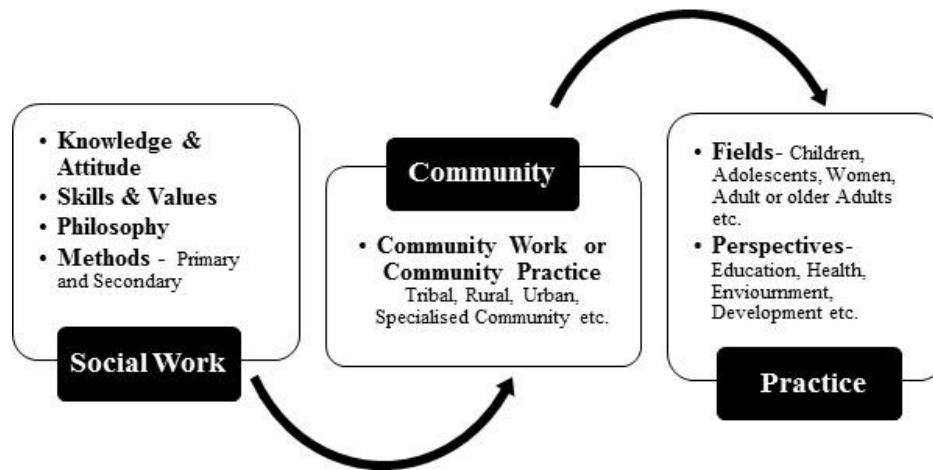 • Knowledge &
Attitude
• Skills & Values
• Philosophy
• Methods - Primary
and Secondary
Social Work
Community
• Community Work or
Community Practice
Tribal, Rural, Urban,
Specialised Community etc.
• Fields- Children,
Adolescents, Women,
Adult or older Adults
etc.
• Perspectives-
Education, Health,
Enviournment,
Development etc.
Practice